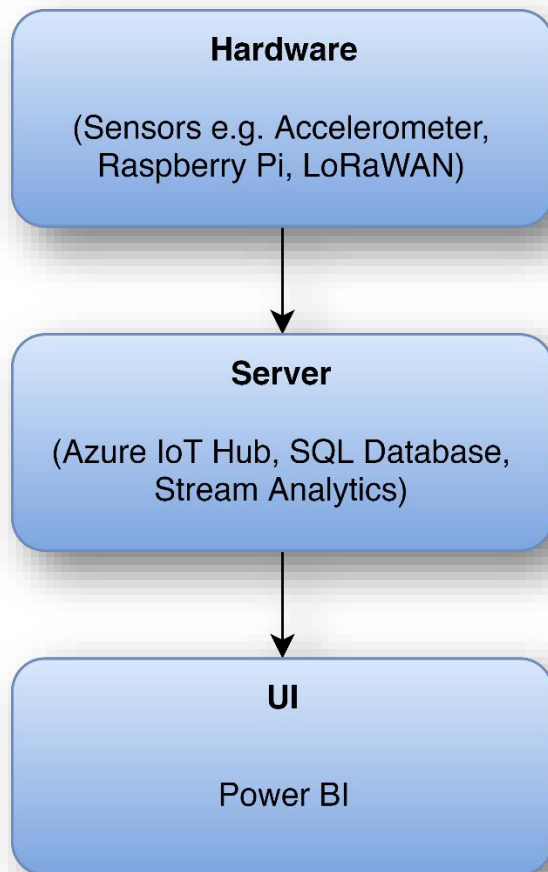 Hardware
(Sensors e.g. Accelerometer,
Raspberry Pi, LoRaWAN)
Server
(Azure IoT Hub, SQL Database,
Stream Analytics)
UI
Power BI